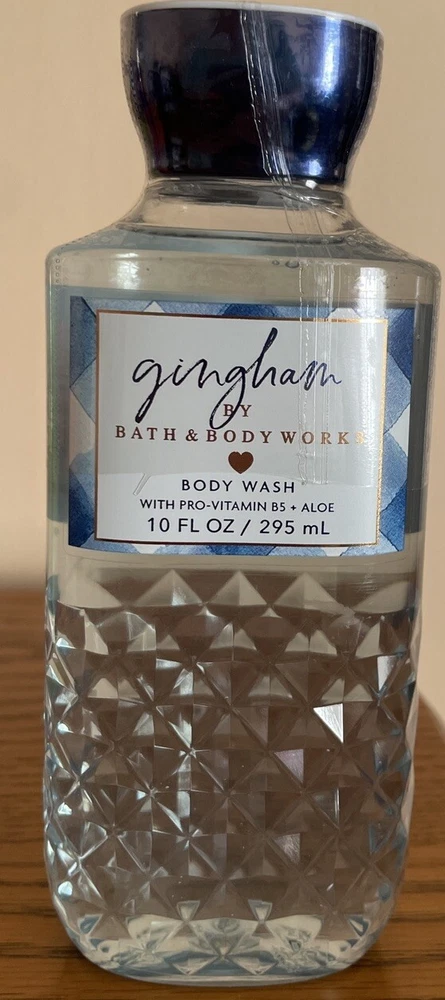 gingham
BY
BATH & BODY WORKS
BODY WASH
WITH PRO-VITAMIN B5 + ALOE
10 FL OZ / 295 mL